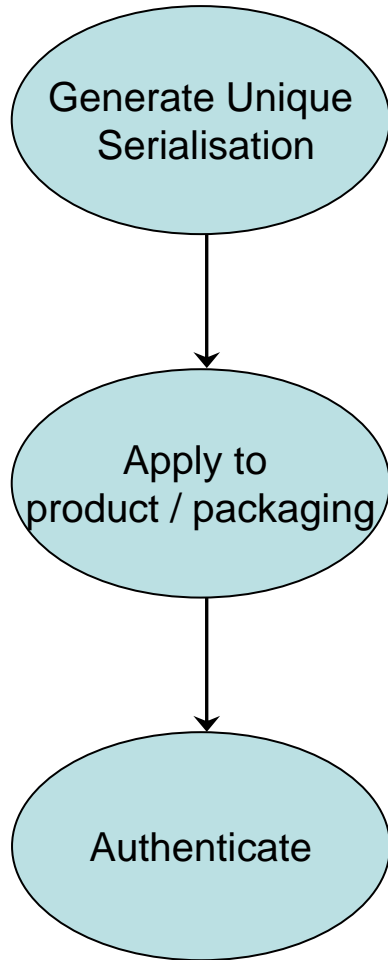 Generate Unique
Serialisation
Apply to
product / packaging
Authenticate